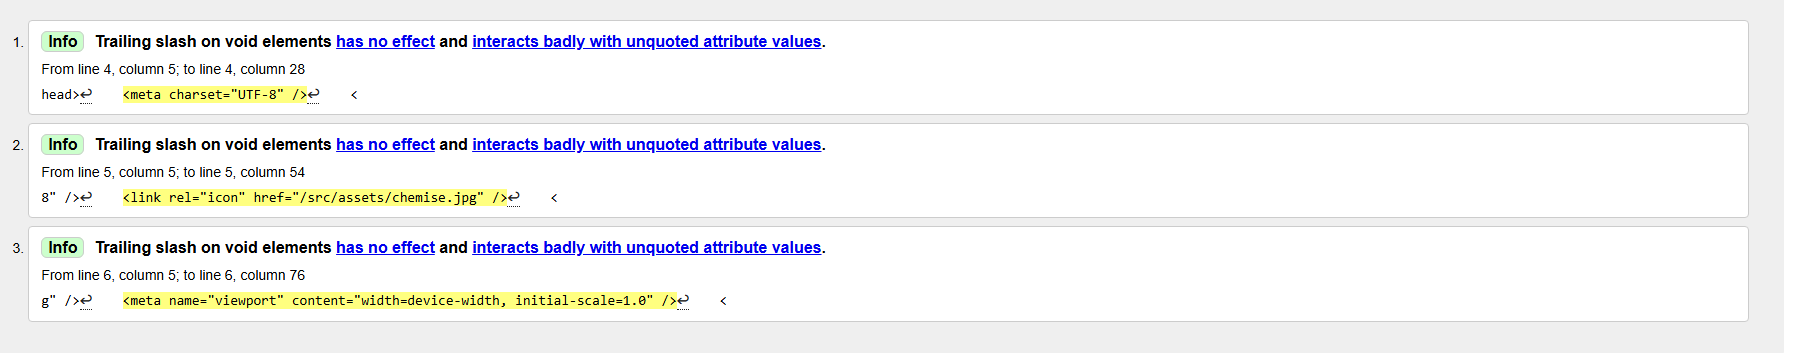 1. Info Trailing slash on void elements has no effect and interacts badly with unquoted attribute values.
From line 4, column 5; to line 4, column 28
head>↩    <meta charset="UTF-8" />↩    <
2. Info Trailing slash on void elements has no effect and interacts badly with unquoted attribute values.
From line 5, column 5; to line 5, column 54
8" />↩    <link rel="icon" href="/src/assets/chemise.jpg" />↩    <
3. Info Trailing slash on void elements has no effect and interacts badly with unquoted attribute values.
From line 6, column 5; to line 6, column 76
g" />↩    <meta name="viewport" content="width=device-width, initial-scale=1.0" />↩    <